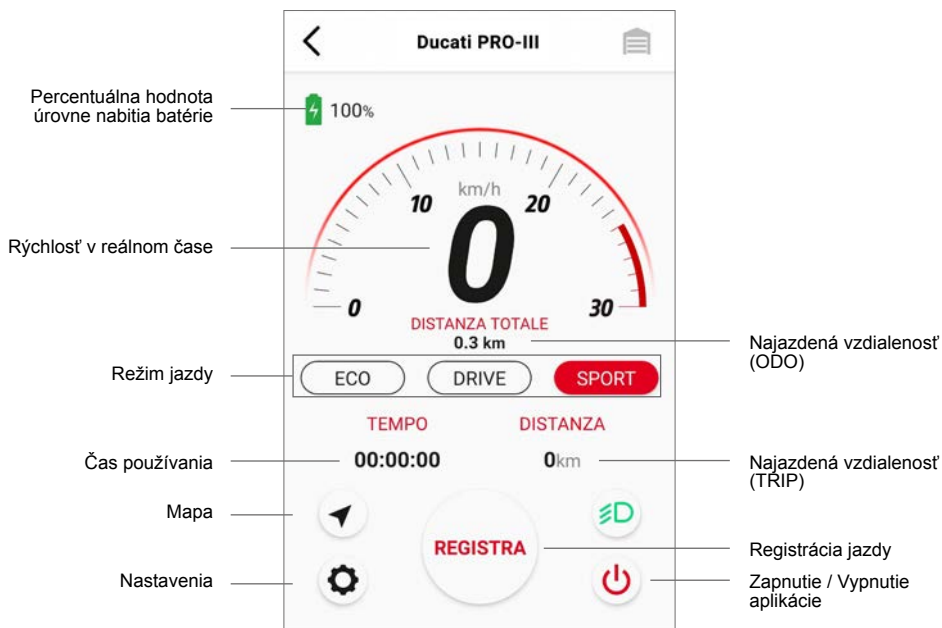 Ducati PRO-III
Percentuálna hodnota
úrovne nabitia batérie
100%
km/h
10
20
0
Rýchlosť v reálnom čase
0
30
DISTANZA TOTALE
0.3 km
Najazdená vzdialenosť
(ODO)
Režim jazdy
ECO
DRIVE
SPORT
TEMPO
DISTANZA
Čas používania
00:00:00
0km
Najazdená vzdialenosť
(TRIP)
Mapa
REGISTRA
Registrácia jazdy
Nastavenia
Zapnutie / Vypnutie
aplikácie